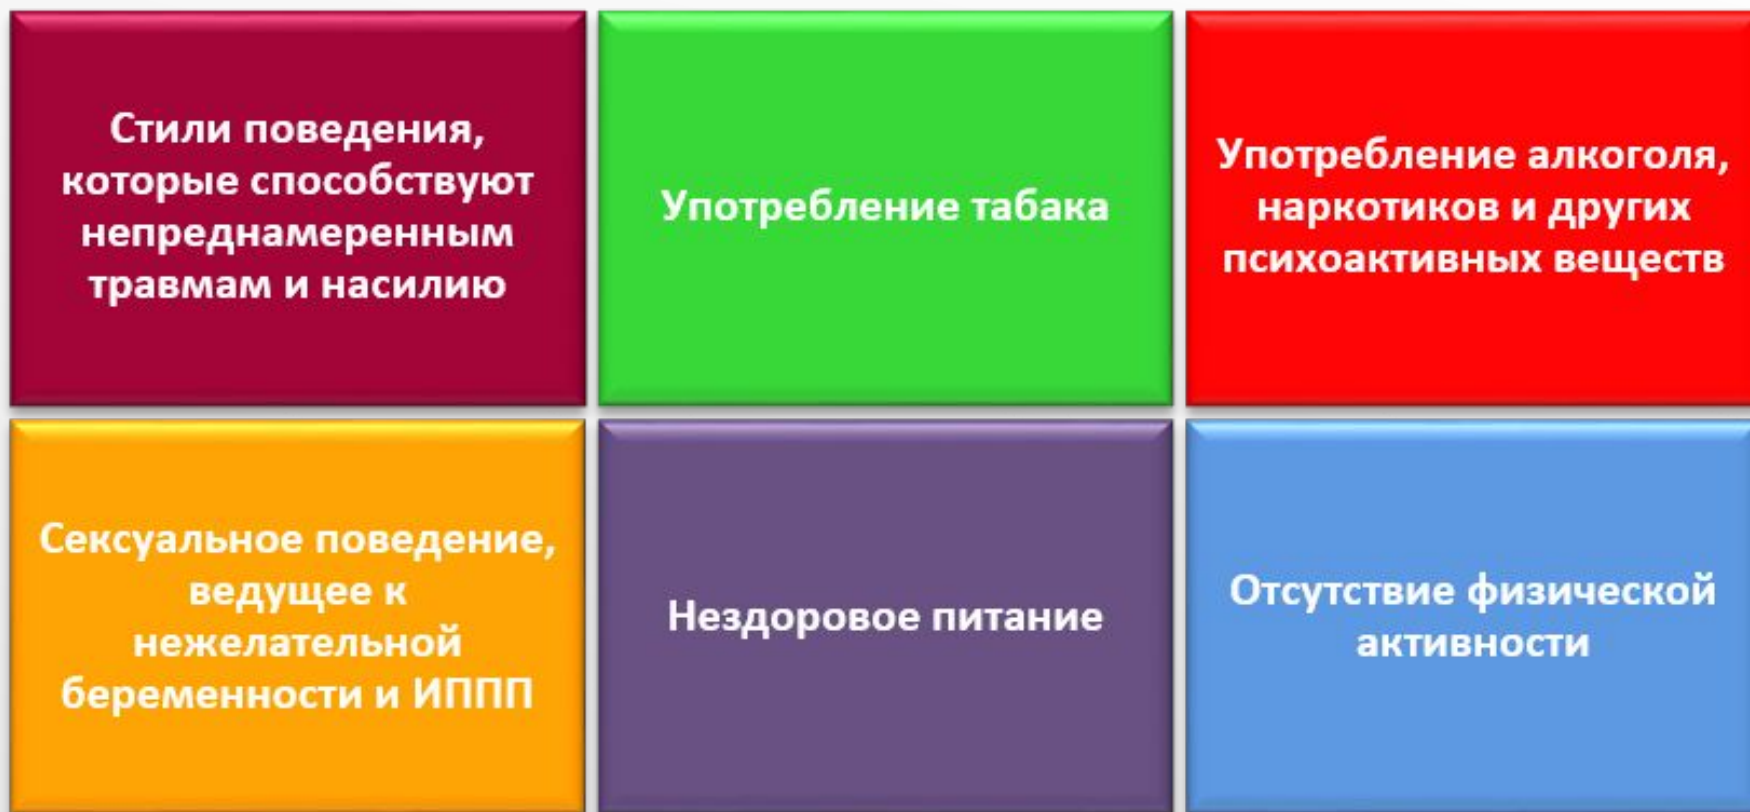 Стили поведения,
которые способствуют
непреднамеренным
травмам и насилию
Употребление табака
Употребление алкоголя,
наркотиков и других
психоактивных веществ
Сексуальное поведение,
ведущее к
нежелательной
беременности и ИППП
Нездоровое питание
Отсутствие физической
активности